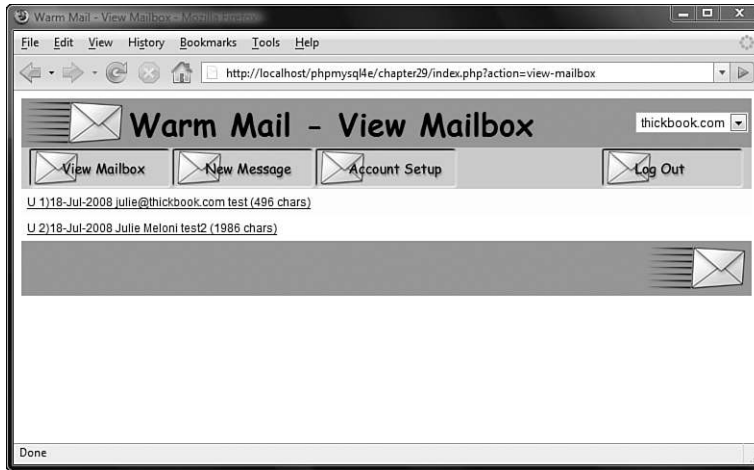 Warm Mail - View Mailbox - Mozilla Firefox
File Edit View History Bookmarks Tools Help
http://localhost/phpmysql4e/chapter29/index.php?action=view-mailbox
Warm Mail - View Mailbox
thickbook.com
View Mailbox New Message Account Setup Log Out
U 1)18-Jul-2008 julie@thickbook.com test (496 chars)
U 2)18-Jul-2008 Julie Meloni test2 (1986 chars)
Done